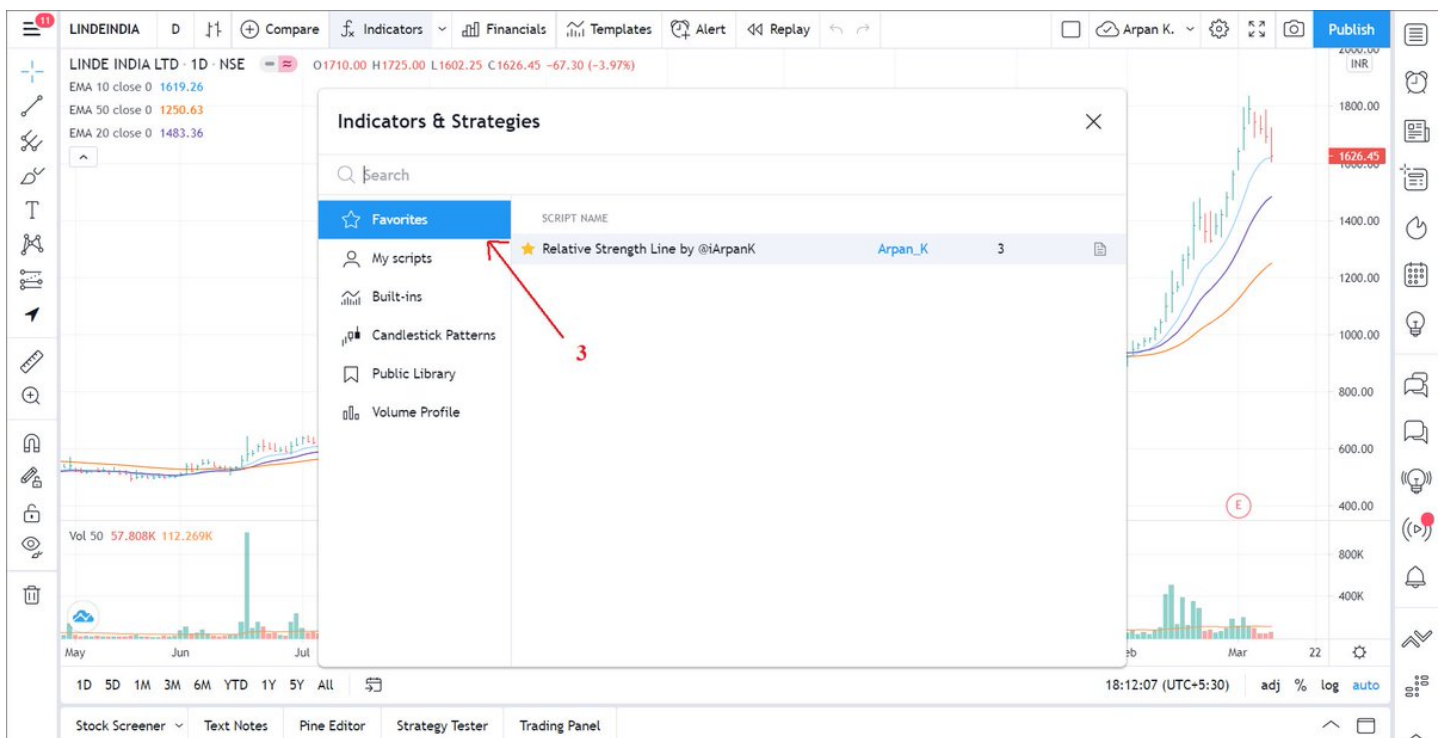 11
LINDEINDIA D Compare Indicators Financials Templates Alert Replay Arpan K. Publish
LINDE INDIA LTD · 1D · NSE O1710.00 H1725.00 L1602.25 C1626.45 −67.30 (−3.97%)
EMA 10 close 0 1619.26
EMA 50 close 0 1250.63
EMA 20 close 0 1483.36
2000.00
INR
1800.00
1626.45
1600.00
1400.00
1200.00
1000.00
800.00
600.00
400.00
Indicators & Strategies
Search
Favorites
My scripts
Built-ins
Candlestick Patterns
Public Library
Volume Profile
SCRIPT NAME
Relative Strength Line by @iArpanK Arpan_K 3
3
E
Vol 50 57.808K 112.269K
800K
400K
May Jun Jul eb Mar 22
1D 5D 1M 3M 6M YTD 1Y 5Y All 18:12:07 (UTC+5:30) adj % log auto
Stock Screener Text Notes Pine Editor Strategy Tester Trading Panel